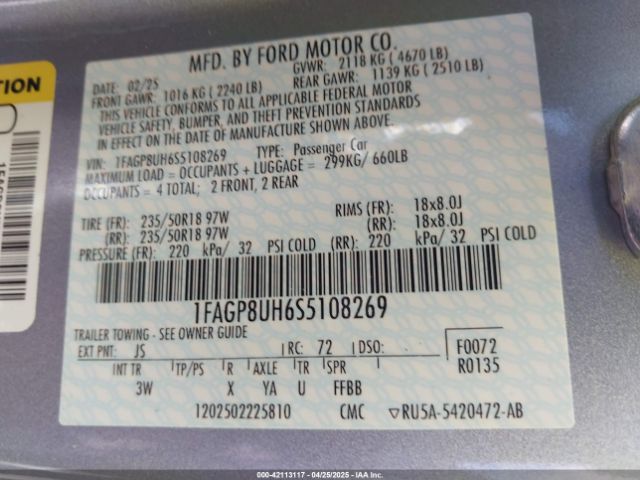 TION
MFD. BY FORD MOTOR CO.
DATE: 02/25 GVWR: 2118 KG ( 4670 LB)
FRONT GAWR: 1016 KG ( 2240 LB) REAR GAWR: 1139 KG ( 2510 LB)
THIS VEHICLE CONFORMS TO ALL APPLICABLE FEDERAL MOTOR
VEHICLE SAFETY, BUMPER, AND THEFT PREVENTION STANDARDS
IN EFFECT ON THE DATE OF MANUFACTURE SHOWN ABOVE.
VIN: 1FAGP8UH6S5108269 TYPE: Passenger Car
MAXIMUM LOAD = OCCUPANTS + LUGGAGE = 299KG/ 660LB
OCCUPANTS = 4 TOTAL; 2 FRONT, 2 REAR
TIRE (FR): 235/50R18 97W RIMS (FR): 18x8.0J
(RR): 235/50R18 97W (RR): 18x8.0J
PRESSURE (FR): 220 kPa/ 32 PSI COLD (RR): 220 kPa/ 32 PSI COLD
1FAGP8UH6S5108269
TRAILER TOWING - SEE OWNER GUIDE
EXT PNT: JS RC: 72 DSO: F0072
INT TR TP/PS R AXLE TR SPR R0135
3W X YA U FFBB
1202502225810 CMC ▽RU5A-5420472-AB
000-42113117 - 04/25/2025 - IAAI.COM